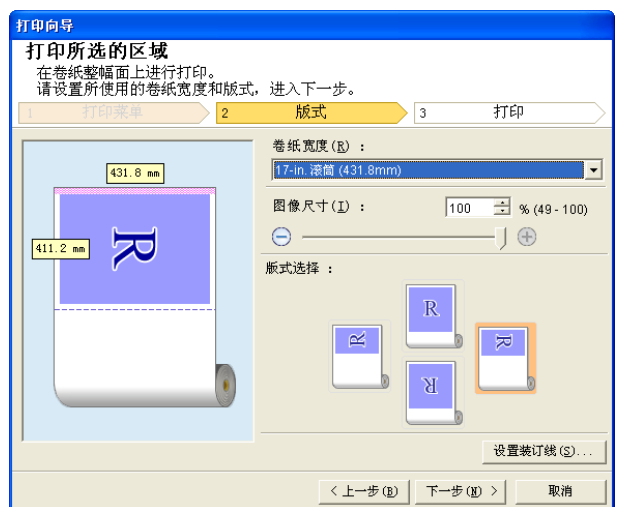 打印向导
打印所选的区域
在卷纸整幅面上进行打印。
请设置所使用的卷纸宽度和版式，进入下一步。
1 打印菜单 2 版式 3 打印
卷纸宽度(R) :
17-in. 滚筒 (431.8mm)
431.8 mm
图像尺寸(I) : 100 % (49 - 100)
411.2 mm
R
版式选择 :
R
R
R
R
设置装订线(S)...
< 上一步(B) 下一步(N) > 取消